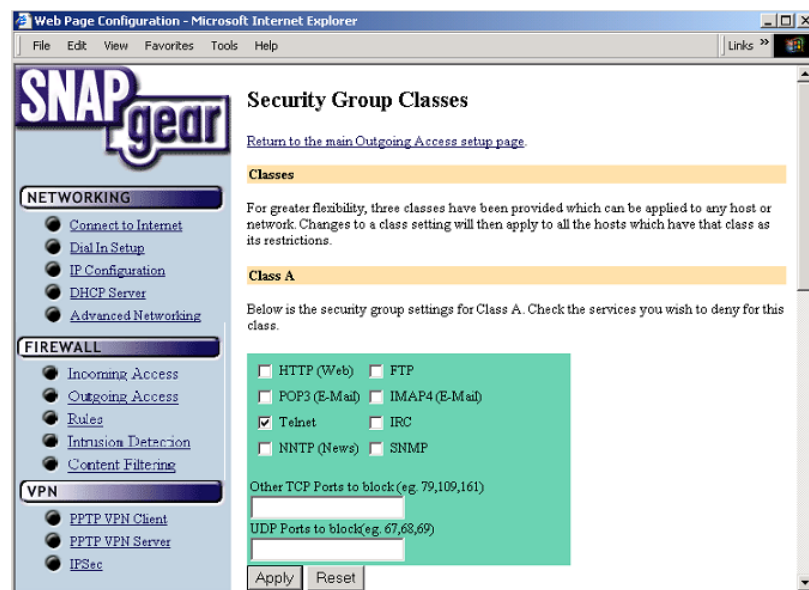 Web Page Configuration - Microsoft Internet Explorer
File Edit View Favorites Tools Help Links »
SNAP
gear
NETWORKING
Connect to Internet
Dial In Setup
IP Configuration
DHCP Server
Advanced Networking
FIREWALL
Incoming Access
Outgoing Access
Rules
Intrusion Detection
Content Filtering
VPN
PPTP VPN Client
PPTP VPN Server
IPSec
Security Group Classes
Return to the main Outgoing Access setup page.
Classes
For greater flexibility, three classes have been provided which can be applied to any host or
network. Changes to a class setting will then apply to all the hosts which have that class as
its restrictions.
Class A
Below is the security group settings for Class A. Check the services you wish to deny for this
class.
HTTP (Web) FTP
POP3 (E-Mail) IMAP4 (E-Mail)
Telnet IRC
NNTP (News) SNMP
Other TCP Ports to block (eg. 79,109,161)
UDP Ports to block(eg. 67,68,69)
Apply Reset